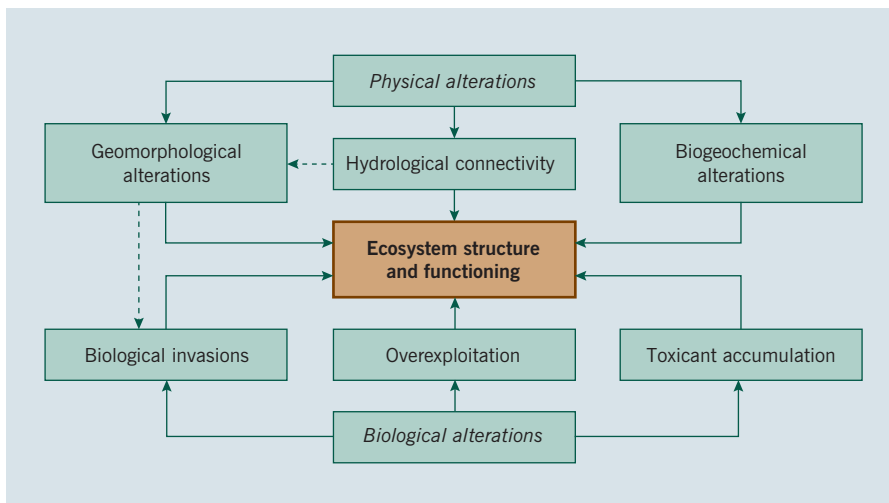 Physical alterations
Geomorphological
alterations
Hydrological connectivity
Biogeochemical
alterations
Ecosystem structure
and functioning
Biological invasions
Overexploitation
Toxicant accumulation
Biological alterations